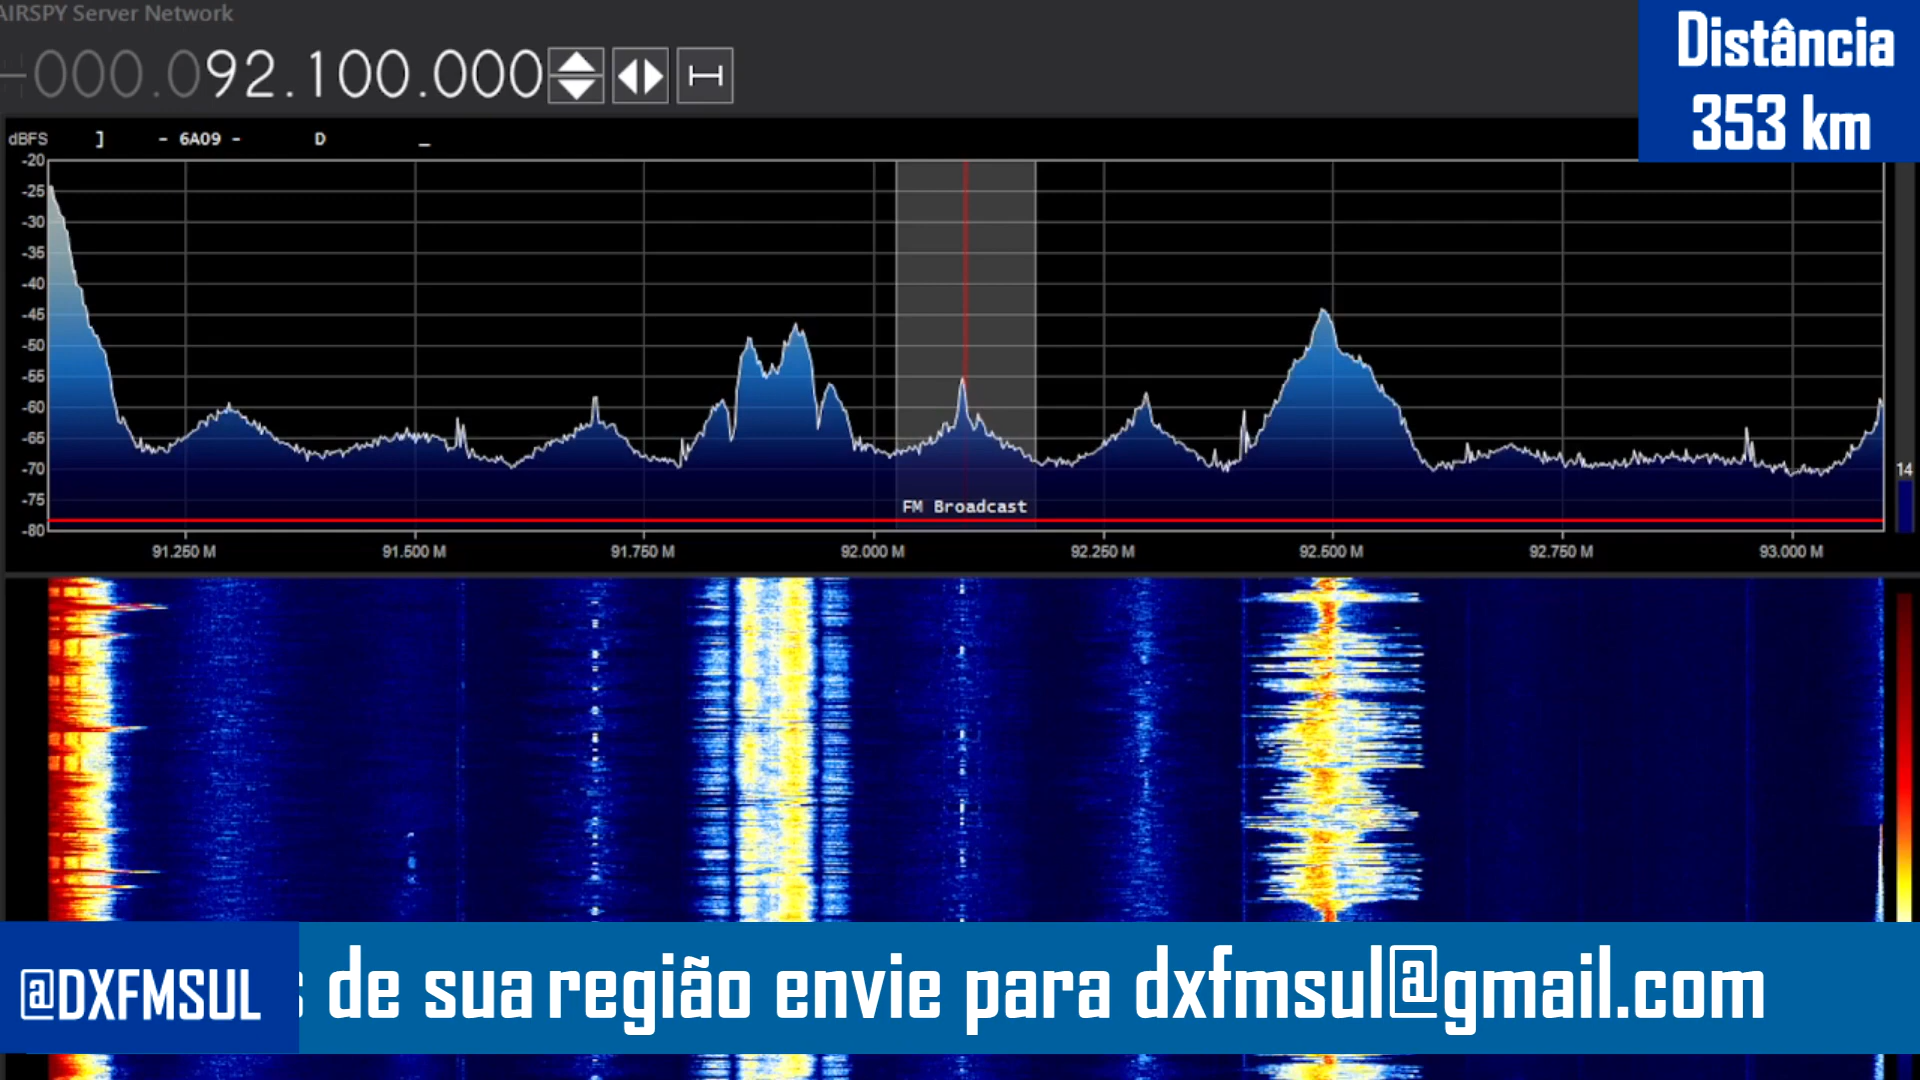 AIRSPY Server Network
000.092.100.000
Distância
353 km
dBFS ] - 6A09 - D _
-20
-25
-30
-35
-40
-45
-50
-55
-60
-65
-70
-75
-80
14
FM Broadcast
91.250 M 91.500 M 91.750 M 92.000 M 92.250 M 92.500 M 92.750 M 93.000 M
@DXFMSUL
de sua região envie para dxfmsul@gmail.com